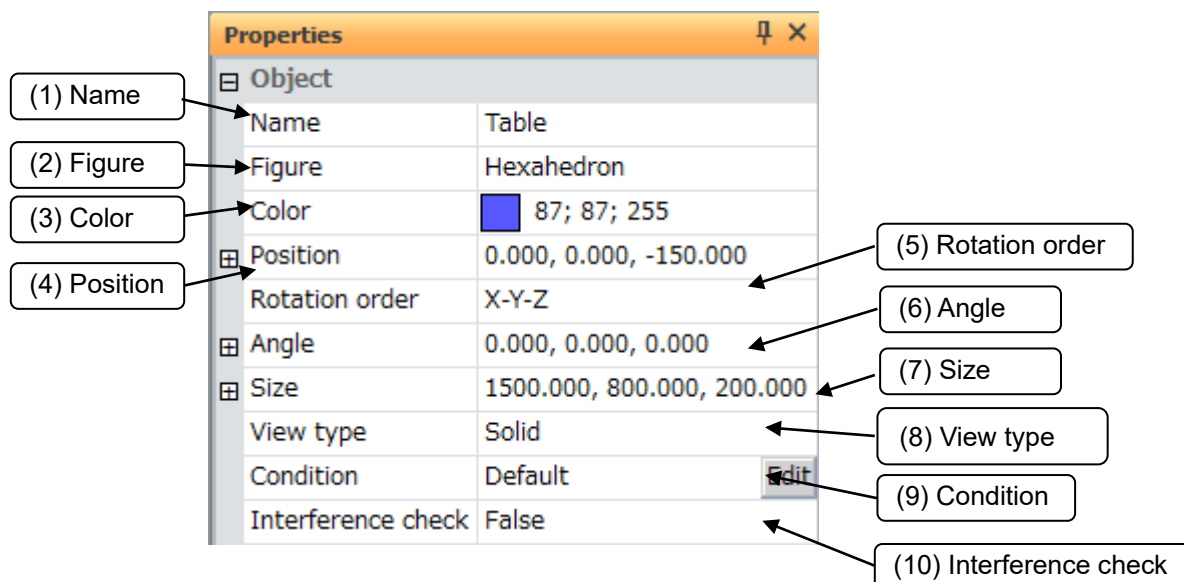 Properties
Object
(1) Name
Name Table
(2) Figure
Figure Hexahedron
(3) Color
Color 87; 87; 255
(4) Position
Position 0.000, 0.000, -150.000
(5) Rotation order
Rotation order X-Y-Z
(6) Angle
Angle 0.000, 0.000, 0.000
(7) Size
Size 1500.000, 800.000, 200.000
(8) View type
View type Solid
(9) Condition
Condition Default Edit
(10) Interference check
Interference check False